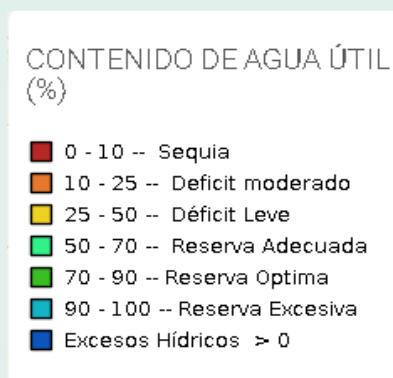 CONTENIDO DE AGUA ÚTIL
(%)
0 - 10 -- Sequia
10 - 25 -- Deficit moderado
25 - 50 -- Déficit Leve
50 - 70 -- Reserva Adecuada
70 - 90 -- Reserva Optima
90 - 100 -- Reserva Excesiva
Excesos Hídricos > 0